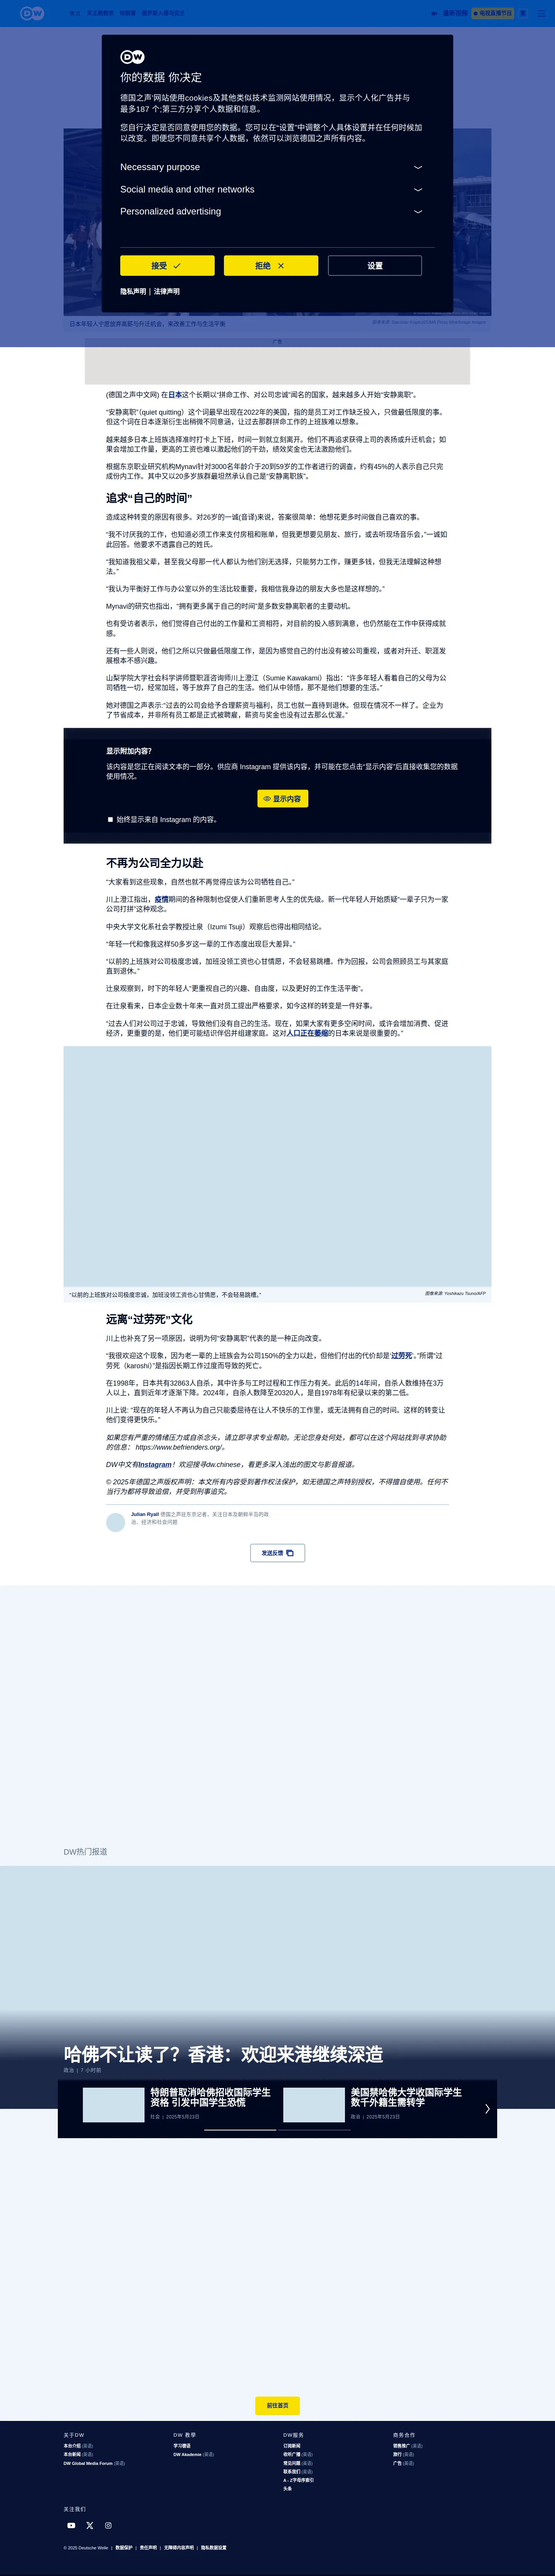 DW
你的数据 你决定
德国之声'网站使用cookies及其他类似技术监测网站使用情况，显示个人化广告并与
最多187 个;第三方分享个人数据和信息。
您自行决定是否同意使用您的数据。您可以在“设置”中调整个人具体设置并在任何时候加
以改变。即便您不同意共享个人数据，依然可以浏览德国之声所有内容。
Necessary purpose
Social media and other networks
Personalized advertising
接受
拒绝
设置
隐私声明 | 法律声明
日本年轻人宁愿放弃高薪与升迁机会，来改善工作与生活平衡
广告
(德国之声中文网) 在日本这个长期以“拼命工作、对公司忠诚”闻名的国家，越来越多人开始“安静离职”。
“安静离职”（quiet quitting）这个词最早出现在2022年的美国，指的是员工对工作缺乏投入，只做最低限度的事。
但这个词在日本逐渐衍生出稍微不同意涵，让过去那群拼命工作的上班族难以想象。
越来越多日本上班族选择准时打卡上下班，时间一到就立刻离开。他们不再追求获得上司的表扬或升迁机会；如
果会增加工作量，更高的工资也难以激起他们的干劲，绩效奖金也无法激励他们。
根据东京职业研究机构Mynavi针对3000名年龄介于20到59岁的工作者进行的调查，约有45%的人表示自己只完
成份内工作。其中又以20多岁族群最坦然承认自己是“安静离职族”。
追求“自己的时间”
造成这种转变的原因有很多。对26岁的一诚(音译)来说，答案很简单：他想花更多时间做自己喜欢的事。
“我不讨厌我的工作，也知道必须工作来支付房租和账单，但我更想要见朋友、旅行，或去听现场音乐会，”一诚如
此回答。他要求不透露自己的姓氏。
“我知道我祖父辈，甚至我父母那一代人都认为他们别无选择，只能努力工作，赚更多钱，但我无法理解这种想
法。”
“我认为平衡好工作与办公室以外的生活比较重要，我相信我身边的朋友大多也是这样想的。”
Mynavi的研究也指出，“拥有更多属于自己的时间”是多数安静离职者的主要动机。
也有受访者表示，他们觉得自己付出的工作量和工资相符，对目前的投入感到满意，也仍然能在工作中获得成就
感。
还有一些人则说，他们之所以只做最低限度工作，是因为感觉自己的付出没有被公司重视，或者对升迁、职涯发
展根本不感兴趣。
山梨学院大学社会科学讲师暨职涯咨询师川上澄江（Sumie Kawakami）指出：“许多年轻人看着自己的父母为公
司牺牲一切，经常加班，等于放弃了自己的生活。他们从中领悟，那不是他们想要的生活。”
她对德国之声表示:“过去的公司会给予合理薪资与福利，员工也就一直待到退休。但现在情况不一样了。企业为
了节省成本，并非所有员工都是正式被聘雇，薪资与奖金也没有过去那么优渥。”
显示附加内容？
该内容是您正在阅读文本的一部分。供应商 Instagram 提供该内容，并可能在您点击“显示内容”后直接收集您的数据
使用情况。
显示内容
始终显示来自 Instagram 的内容。
不再为公司全力以赴
“大家看到这些现象，自然也就不再觉得应该为公司牺牲自己。”
川上澄江指出，疫情期间的各种限制也促使人们重新思考人生的优先级。新一代年轻人开始质疑“一辈子只为一家
公司打拼”这种观念。
中央大学文化系社会学教授辻泉（Izumi Tsuji）观察后也得出相同结论。
“年轻一代和像我这样50多岁这一辈的工作态度出现巨大差异。”
“以前的上班族对公司极度忠诚，加班没领工资也心甘情愿，不会轻易跳槽。作为回报，公司会照顾员工与其家庭
直到退休。”
辻泉观察到，时下的年轻人“更重视自己的兴趣、自由度，以及更好的工作生活平衡”。
在辻泉看来，日本企业数十年来一直对员工提出严格要求，如今这样的转变是一件好事。
“过去人们对公司过于忠诚，导致他们没有自己的生活。现在，如果大家有更多空闲时间，或许会增加消费、促进
经济，更重要的是，他们更可能结识伴侣并组建家庭。这对人口正在萎缩的日本来说是很重要的。”
“以前的上班族对公司极度忠诚，加班没领工资也心甘情愿，不会轻易跳槽。”
图像来源: Yoshikazu Tsuno/AFP
远离“过劳死”文化
川上也补充了另一项原因，说明为何“安静离职”代表的是一种正向改变。
“我很欢迎这个现象，因为老一辈的上班族会为公司150%的全力以赴，但他们付出的代价却是‘过劳死’。”所谓“过
劳死（karoshi）”是指因长期工作过度而导致的死亡。
在1998年，日本共有32863人自杀，其中许多与工时过程和工作压力有关。此后的14年间，自杀人数维持在3万
人以上，直到近年才逐渐下降。2024年，自杀人数降至20320人，是自1978年有纪录以来的第二低。
川上说: “现在的年轻人不再认为自己只能委屈待在让人不快乐的工作里，或无法拥有自己的时间。这样的转变让
他们变得更快乐。”
如果您有严重的情绪压力或自杀念头，请立即寻求专业帮助。无论您身处何处，都可以在这个网站找到寻求协助
的信息： https://www.befrienders.org/。
DW中文有Instagram！欢迎搜寻dw.chinese，看更多深入浅出的图文与影音报道。
© 2025年德国之声版权声明：本文所有内容受到著作权法保护，如无德国之声特别授权，不得擅自使用。任何不
当行为都将导致追偿，并受到刑事追究。
Julian Ryall 德国之声驻东京记者，关注日本及朝鲜半岛的政
治、经济和社会问题
发送反馈
DW热门报道
哈佛不让读了？香港：欢迎来港继续深造
政治 | 7 小时前
特朗普取消哈佛招收国际学生
资格 引发中国学生恐慌
社会 | 2025年5月23日
美国禁哈佛大学收国际学生
数千外籍生需转学
政治 | 2025年5月23日
前往首页
关于DW
本台介绍 (英语)
本台新闻 (英语)
DW Global Media Forum (英语)
DW 教学
学习德语
DW Akademie (英语)
DW服务
订阅新闻
收听广播 (英语)
常见问题 (英语)
联系我们 (英语)
A - Z字母序索引
头条
商务合作
销售推广 (英语)
旅行 (英语)
广告 (英语)
关注我们
© 2025 Deutsche Welle | 数据保护 | 责任声明 | 无障碍内容声明 | 隐私数据设置